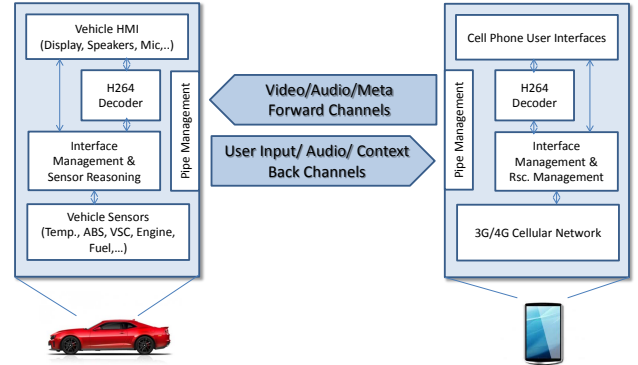 Vehicle HMI
(Display, Speakers, Mic,..)
H264
Decoder
Pipe Management
Interface
Management &
Sensor Reasoning
Vehicle Sensors
(Temp., ABS, VSC, Engine,
Fuel,…)
Video/Audio/Meta
Forward Channels
User Input/ Audio/ Context
Back Channels
Cell Phone User Interfaces
Pipe Management
H264
Decoder
Interface
Management &
Rsc. Management
3G/4G Cellular Network